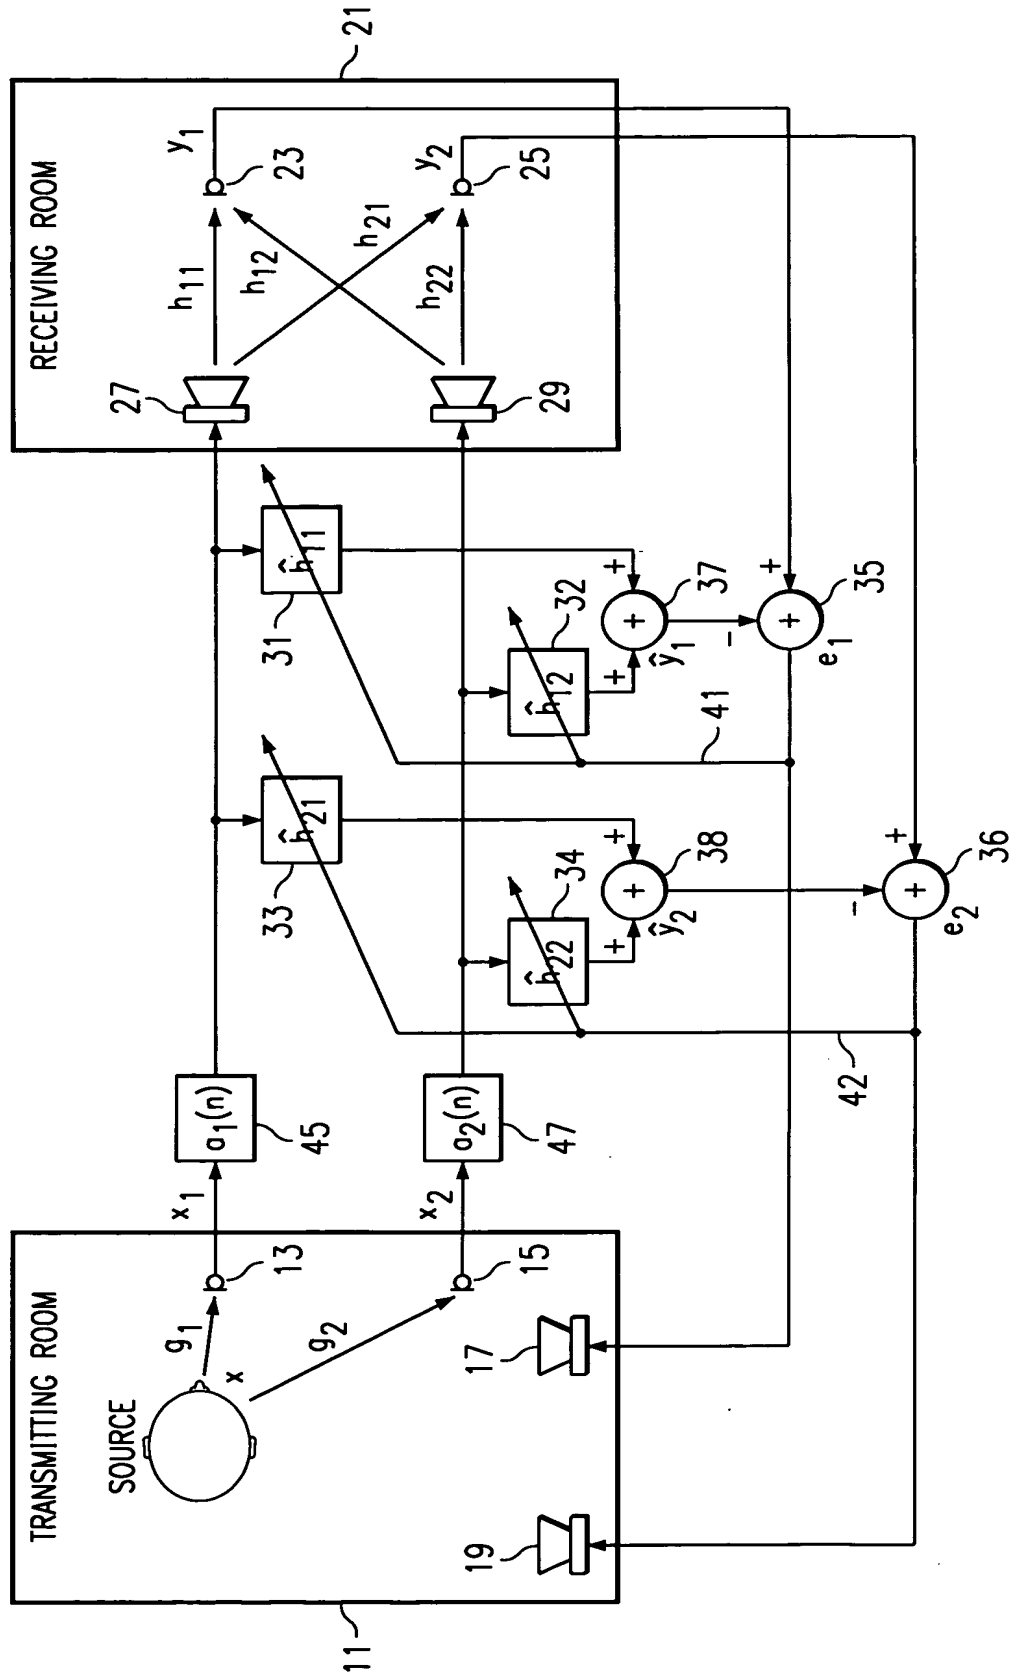 TRANSMITTING ROOM
SOURCE
x
g1
g2
13
15
17
19
11
x1
x2
a1(n)
45
a2(n)
47
ĥ21
33
ĥ22
34
+
+
+
38
ŷ2
ĥ11
31
ĥ12
32
+
+
+
37
ŷ1
-
+
+
35
e1
-
+
+
36
e2
41
42
RECEIVING ROOM
27
29
h11
h12
h21
h22
y1
23
y2
25
21